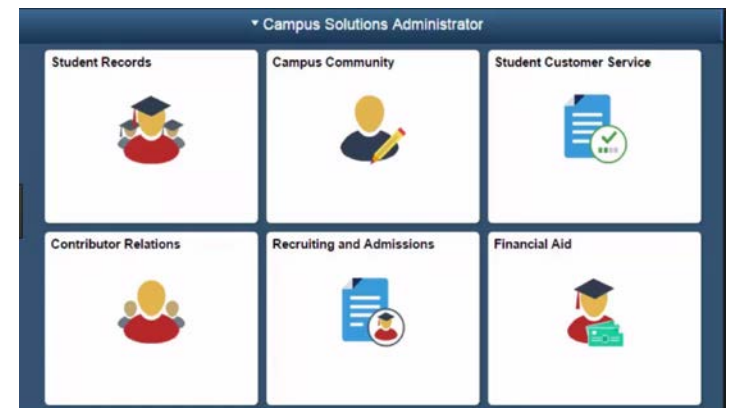 Campus Solutions Administrator
Student Records
Campus Community
Student Customer Service
Contributor Relations
Recruiting and Admissions
Financial Aid